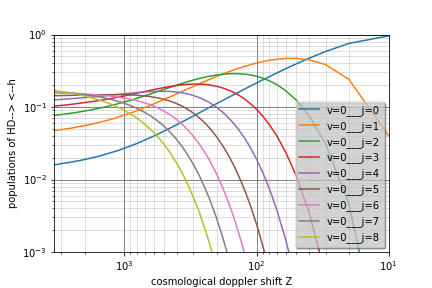 populations of HD--> <--h
10⁰
10⁻¹
10⁻²
10⁻³
v=0___j=0
v=0___j=1
v=0___j=2
v=0___j=3
v=0___j=4
v=0___j=5
v=0___j=6
v=0___j=7
v=0___j=8
10³ 10² 10¹
cosmological doppler shift Z